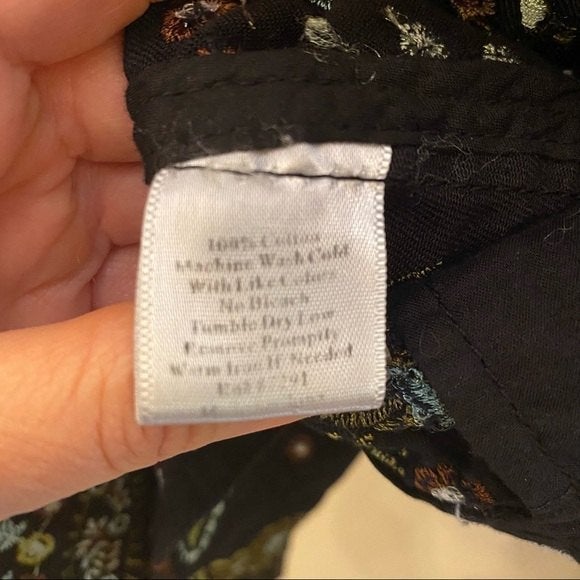 100% Cotton
Machine Wash Cold
With Like Colors
No Bleach
Tumble Dry Low
Remove Promptly
Warm Iron If Needed